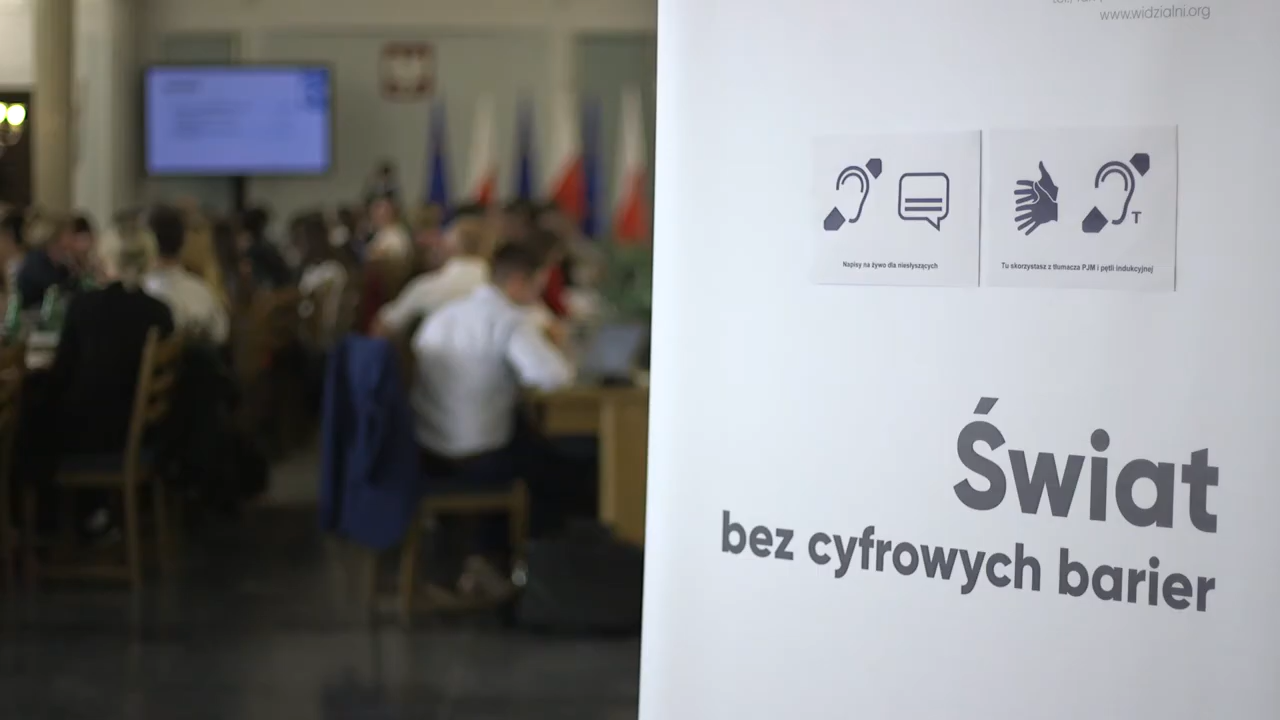 www.widzialni.org
Napisy na żywo dla niesłyszących
T
Tu skorzystasz z tłumacza PJM i pętli indukcyjnej
Świat
bez cyfrowych barier